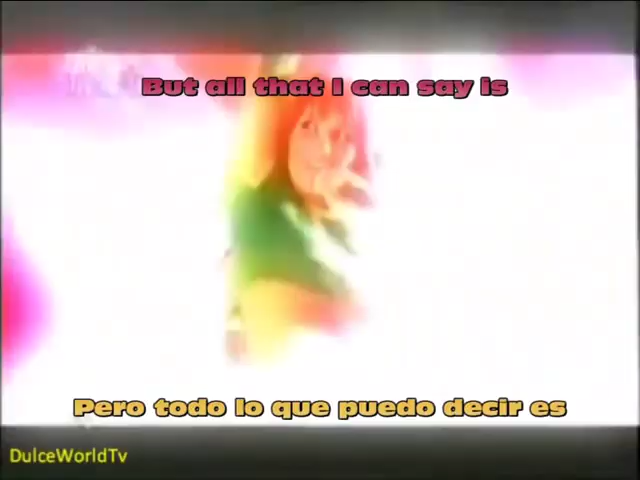 But all that I can say is
Pero todo lo que puedo decir es
DulceWorldTv